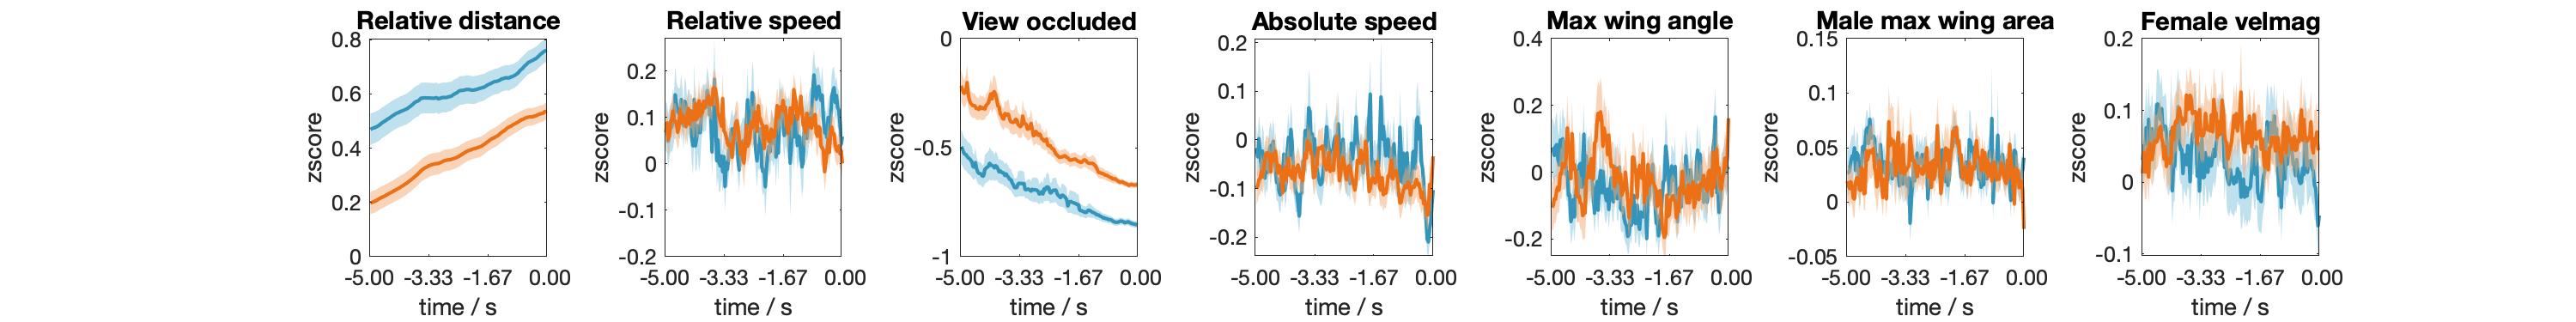 Relative distance
0.8
0.6
0.4
0.2
0
zscore
-5.00 -3.33 -1.67 0.00
time / s
Relative speed
0.2
0.1
0
-0.1
-0.2
zscore
-5.00 -3.33 -1.67 0.00
time / s
View occluded
0
-0.5
-1
zscore
-5.00 -3.33 -1.67 0.00
time / s
Absolute speed
0.2
0.1
0
-0.1
-0.2
zscore
-5.00 -3.33 -1.67 0.00
time / s
Max wing angle
0.4
0.2
0
-0.2
zscore
-5.00 -3.33 -1.67 0.00
time / s
Male max wing area
0.15
0.1
0.05
0
-0.05
zscore
-5.00 -3.33 -1.67 0.00
time / s
Female velmag
0.2
0.1
0
-0.1
zscore
-5.00 -3.33 -1.67 0.00
time / s